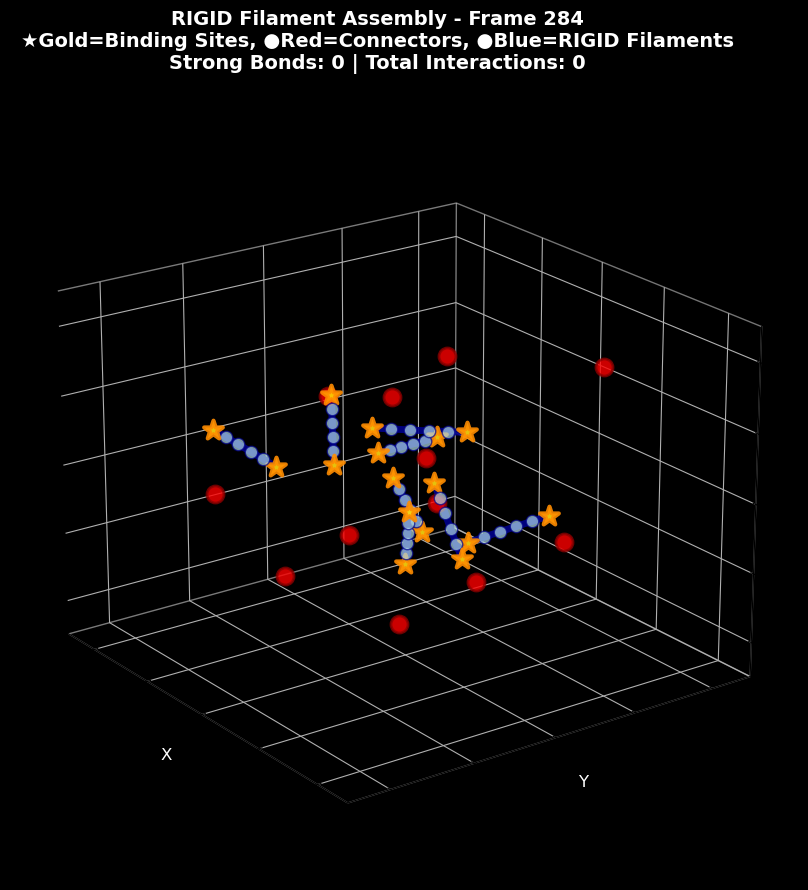 RIGID Filament Assembly - Frame 284
★Gold=Binding Sites, ●Red=Connectors, ●Blue=RIGID Filaments
Strong Bonds: 0 | Total Interactions: 0
X
Y